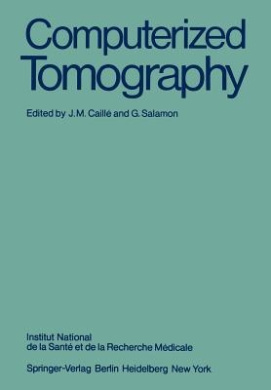 Computerized
Tomography
Edited by J. M. Caillé and G. Salamon
Institut National
de la Santé et de la Recherche Médicale
Springer-Verlag Berlin Heidelberg New York